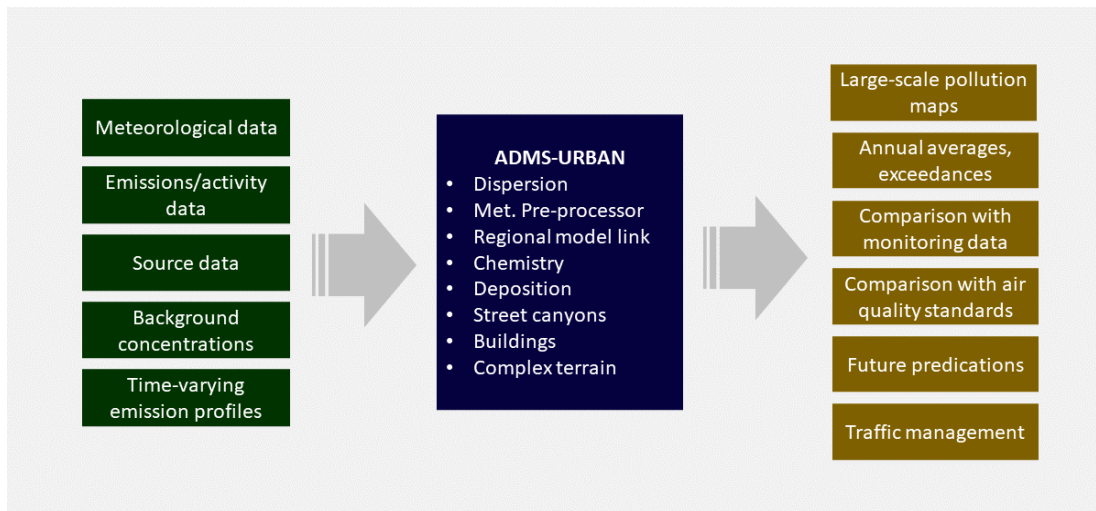 Meteorological data
Emissions/activity
data
Source data
Background
concentrations
Time-varying
emission profiles
ADMS-URBAN
• Dispersion
• Met. Pre-processor
• Regional model link
• Chemistry
• Deposition
• Street canyons
• Buildings
• Complex terrain
Large-scale pollution
maps
Annual averages,
exceedances
Comparison with
monitoring data
Comparison with air
quality standards
Future predications
Traffic management